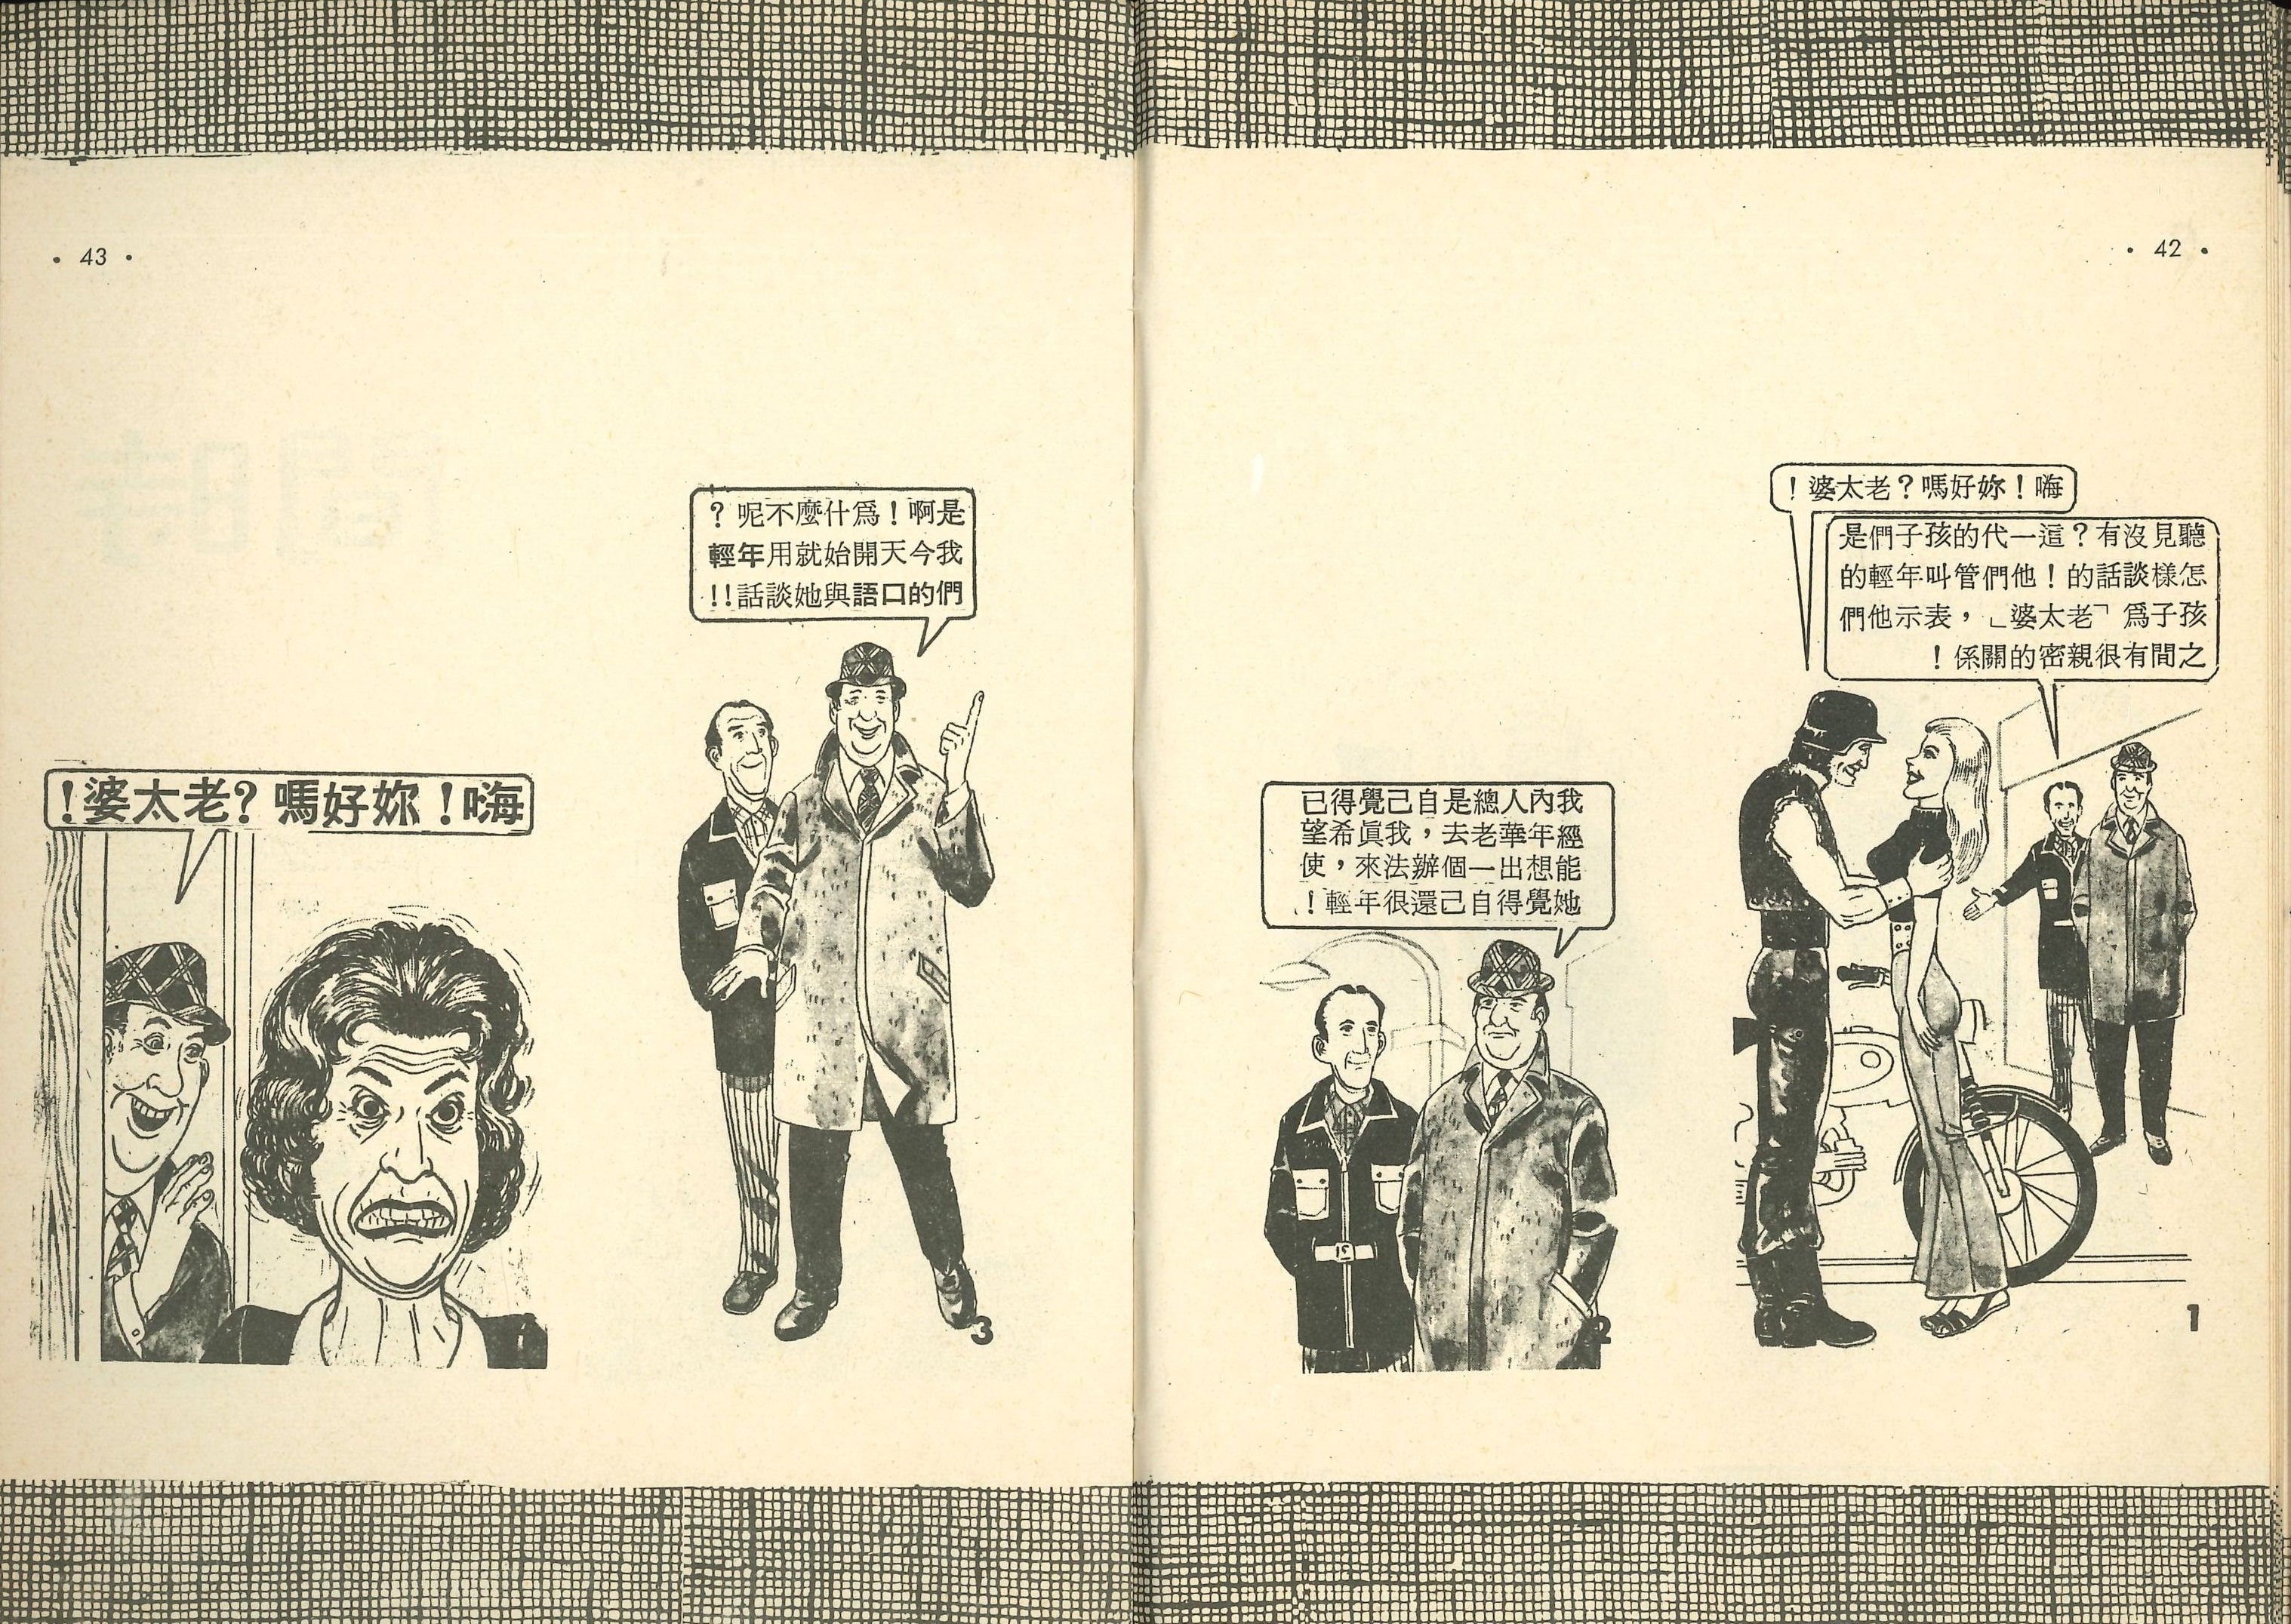 • 42 •
嗨！妳好嗎？老太婆！
聽見沒有？這一代的孩子們是
怎樣談話的！他們管叫年輕的
孩子爲「老太婆」，表示他們
之間有很親密的關係！
1
我內人總是自己覺得已
經年華老去，我眞希望
能想出一個辦法來，使
她覺得自己還很年輕！
2
• 43 •
是啊！爲什麼不呢？
我今天開始就用年輕
們的口語與她談話！！
3
嗨！妳好嗎？老太婆！